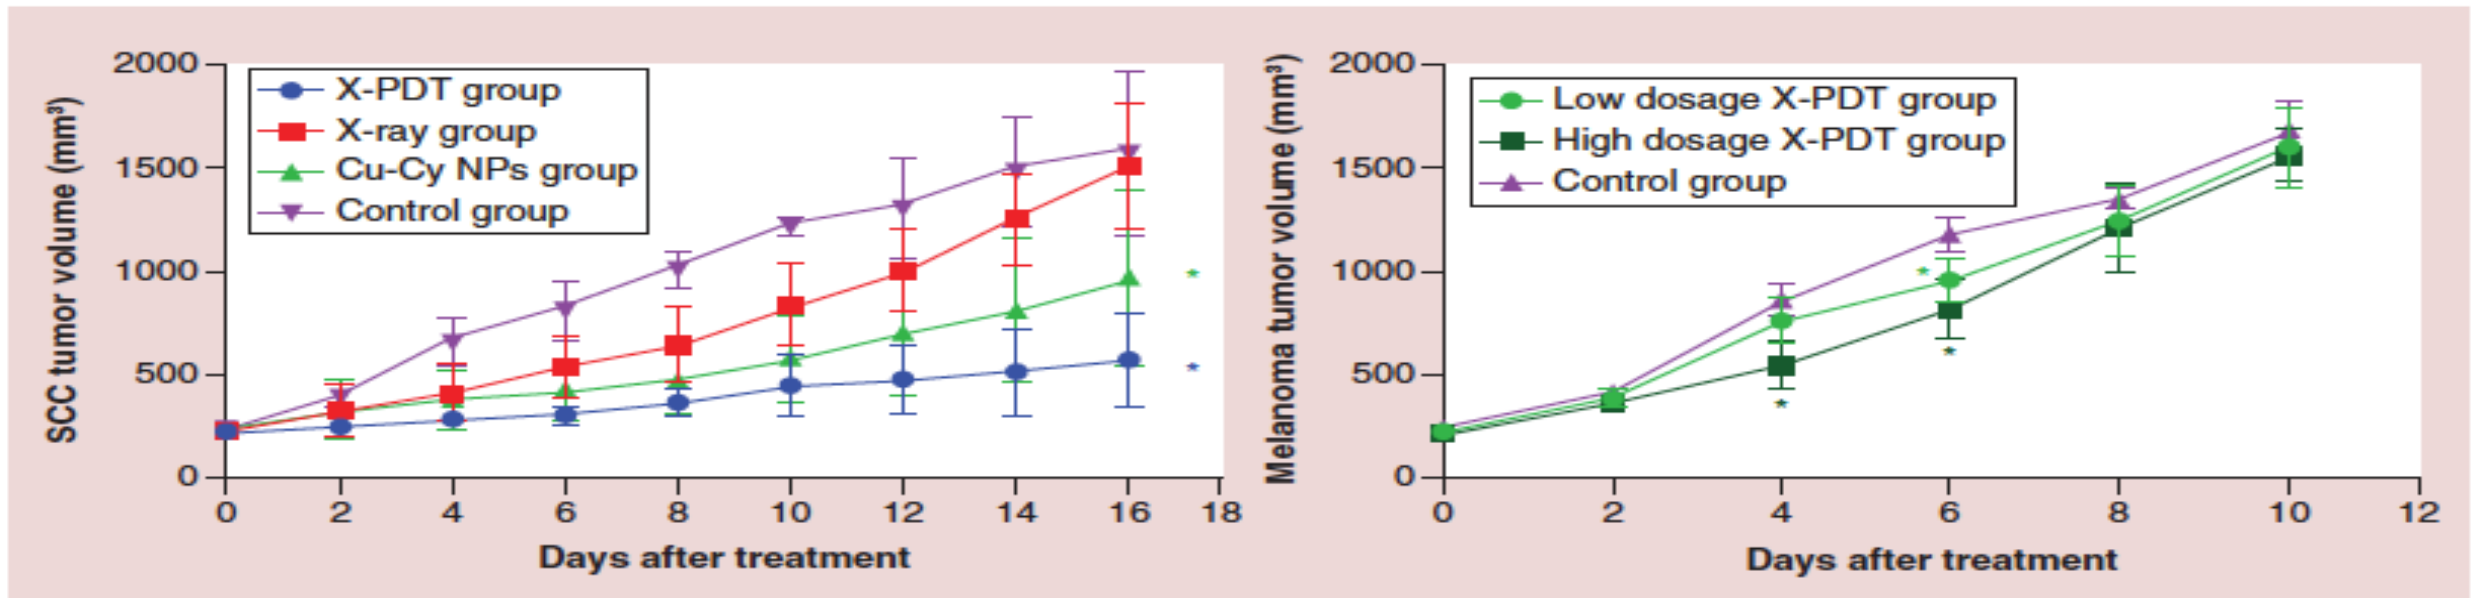 SCC tumor volume (mm³)
2000
1500
1000
500
0
X-PDT group
X-ray group
Cu-Cy NPs group
Control group
*
*
0 2 4 6 8 10 12 14 16 18
Days after treatment
Melanoma tumor volume (mm³)
2000
1500
1000
500
0
Low dosage X-PDT group
High dosage X-PDT group
Control group
*
*
*
0 2 4 6 8 10 12
Days after treatment